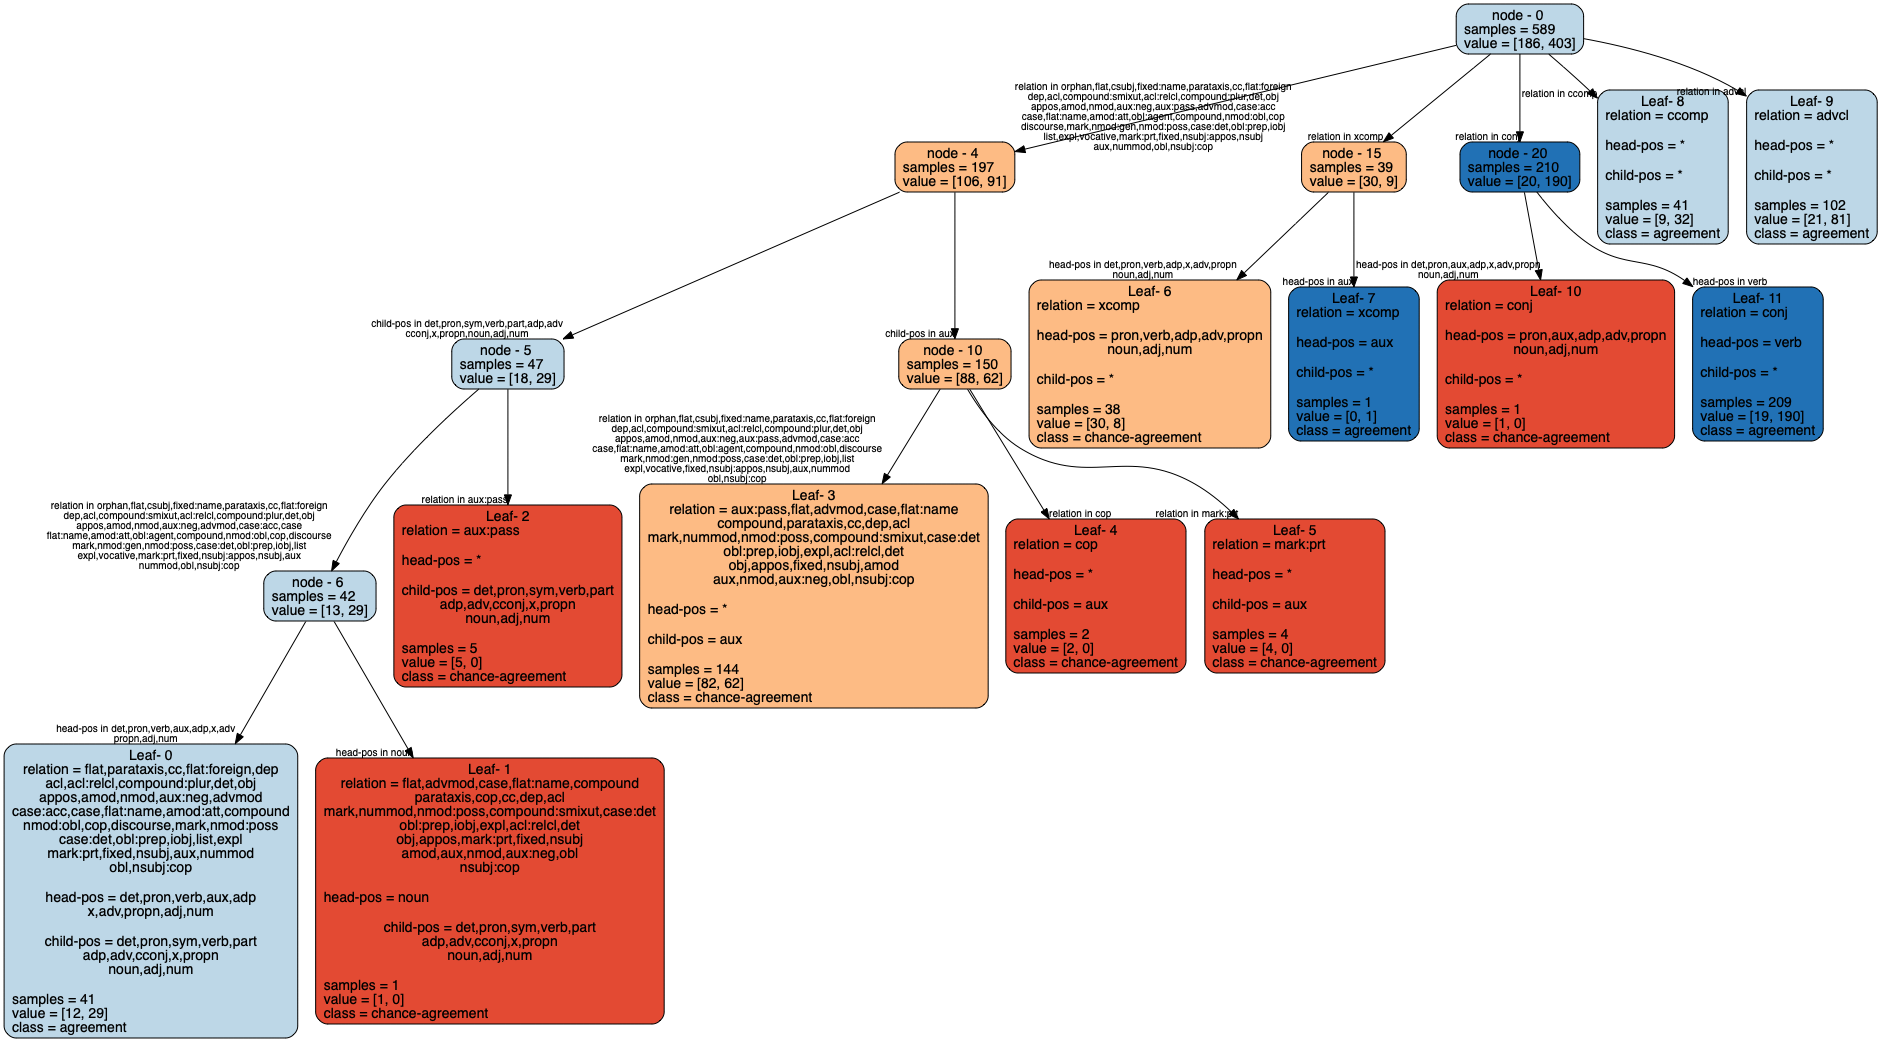 node - 0
samples = 589
value = [186, 403]
relation in orphan,flat,csubj,fixed:name,parataxis,cc,flat:foreign
dep,acl,compound:smixut,acl:relcl,compound:plur,det,obj
appos,amod,nmod,aux:neg,aux:pass,advmod,case:acc
case,flat:name,amod:att,obl:agent,compound,nmod:obl,cop
discourse,mark,nmod:gen,nmod:poss,case:det,obl:prep,iobj
list,expl,vocative,mark:prt,fixed,nsubj:appos,nsubj
aux,nummod,obl,nsubj:cop
relation in xcomp
relation in conj
relation in ccomp
relation in advcl
node - 4
samples = 197
value = [106, 91]
node - 15
samples = 39
value = [30, 9]
node - 20
samples = 210
value = [20, 190]
Leaf- 8
relation = ccomp
head-pos = *
child-pos = *
samples = 41
value = [9, 32]
class = agreement
Leaf- 9
relation = advcl
head-pos = *
child-pos = *
samples = 102
value = [21, 81]
class = agreement
child-pos in det,pron,sym,verb,part,adp,adv
cconj,x,propn,noun,adj,num
child-pos in aux
head-pos in det,pron,verb,adp,x,adv,propn
noun,adj,num
head-pos in aux
head-pos in det,pron,aux,adp,x,adv,propn
noun,adj,num
head-pos in verb
node - 5
samples = 47
value = [18, 29]
node - 10
samples = 150
value = [88, 62]
Leaf- 6
relation = xcomp
head-pos = pron,verb,adp,adv,propn
noun,adj,num
child-pos = *
samples = 38
value = [30, 8]
class = chance-agreement
Leaf- 7
relation = xcomp
head-pos = aux
child-pos = *
samples = 1
value = [0, 1]
class = agreement
Leaf- 10
relation = conj
head-pos = pron,aux,adp,adv,propn
noun,adj,num
child-pos = *
samples = 1
value = [1, 0]
class = chance-agreement
Leaf- 11
relation = conj
head-pos = verb
child-pos = *
samples = 209
value = [19, 190]
class = agreement
relation in orphan,flat,csubj,fixed:name,parataxis,cc,flat:foreign
dep,acl,compound:smixut,acl:relcl,compound:plur,det,obj
appos,amod,nmod,aux:neg,advmod,case:acc,case
flat:name,amod:att,obl:agent,compound,nmod:obl,cop,discourse
mark,nmod:gen,nmod:poss,case:det,obl:prep,iobj,list
expl,vocative,mark:prt,fixed,nsubj:appos,nsubj,aux
nummod,obl,nsubj:cop
relation in aux:pass
relation in orphan,flat,csubj,fixed:name,parataxis,cc,flat:foreign
dep,acl,compound:smixut,acl:relcl,compound:plur,det,obj
appos,amod,nmod,aux:neg,aux:pass,advmod,case:acc
case,flat:name,amod:att,obl:agent,compound,nmod:obl,discourse
mark,nmod:gen,nmod:poss,case:det,obl:prep,iobj,list
expl,vocative,fixed,nsubj:appos,nsubj,aux,nummod
obl,nsubj:cop
relation in cop
relation in mark:prt
node - 6
samples = 42
value = [13, 29]
Leaf- 2
relation = aux:pass
head-pos = *
child-pos = det,pron,sym,verb,part
adp,adv,cconj,x,propn
noun,adj,num
samples = 5
value = [5, 0]
class = chance-agreement
Leaf- 3
relation = aux:pass,flat,advmod,case,flat:name
compound,parataxis,cc,dep,acl
mark,nummod,nmod:poss,compound:smixut,case:det
obl:prep,iobj,expl,acl:relcl,det
obj,appos,fixed,nsubj,amod
aux,nmod,aux:neg,obl,nsubj:cop
head-pos = *
child-pos = aux
samples = 144
value = [82, 62]
class = chance-agreement
Leaf- 4
relation = cop
head-pos = *
child-pos = aux
samples = 2
value = [2, 0]
class = chance-agreement
Leaf- 5
relation = mark:prt
head-pos = *
child-pos = aux
samples = 4
value = [4, 0]
class = chance-agreement
head-pos in det,pron,verb,aux,adp,x,adv
propn,adj,num
head-pos in noun
Leaf- 0
relation = flat,parataxis,cc,flat:foreign,dep
acl,acl:relcl,compound:plur,det,obj
appos,amod,nmod,aux:neg,advmod
case:acc,case,flat:name,amod:att,compound
nmod:obl,cop,discourse,mark,nmod:poss
case:det,obl:prep,iobj,list,expl
mark:prt,fixed,nsubj,aux,nummod
obl,nsubj:cop
head-pos = det,pron,verb,aux,adp
x,adv,propn,adj,num
child-pos = det,pron,sym,verb,part
adp,adv,cconj,x,propn
noun,adj,num
samples = 41
value = [12, 29]
class = agreement
Leaf- 1
relation = flat,advmod,case,flat:name,compound
parataxis,cop,cc,dep,acl
mark,nummod,nmod:poss,compound:smixut,case:det
obl:prep,iobj,expl,acl:relcl,det
obj,appos,mark:prt,fixed,nsubj
amod,aux,nmod,aux:neg,obl
nsubj:cop
head-pos = noun
child-pos = det,pron,sym,verb,part
adp,adv,cconj,x,propn
noun,adj,num
samples = 1
value = [1, 0]
class = chance-agreement